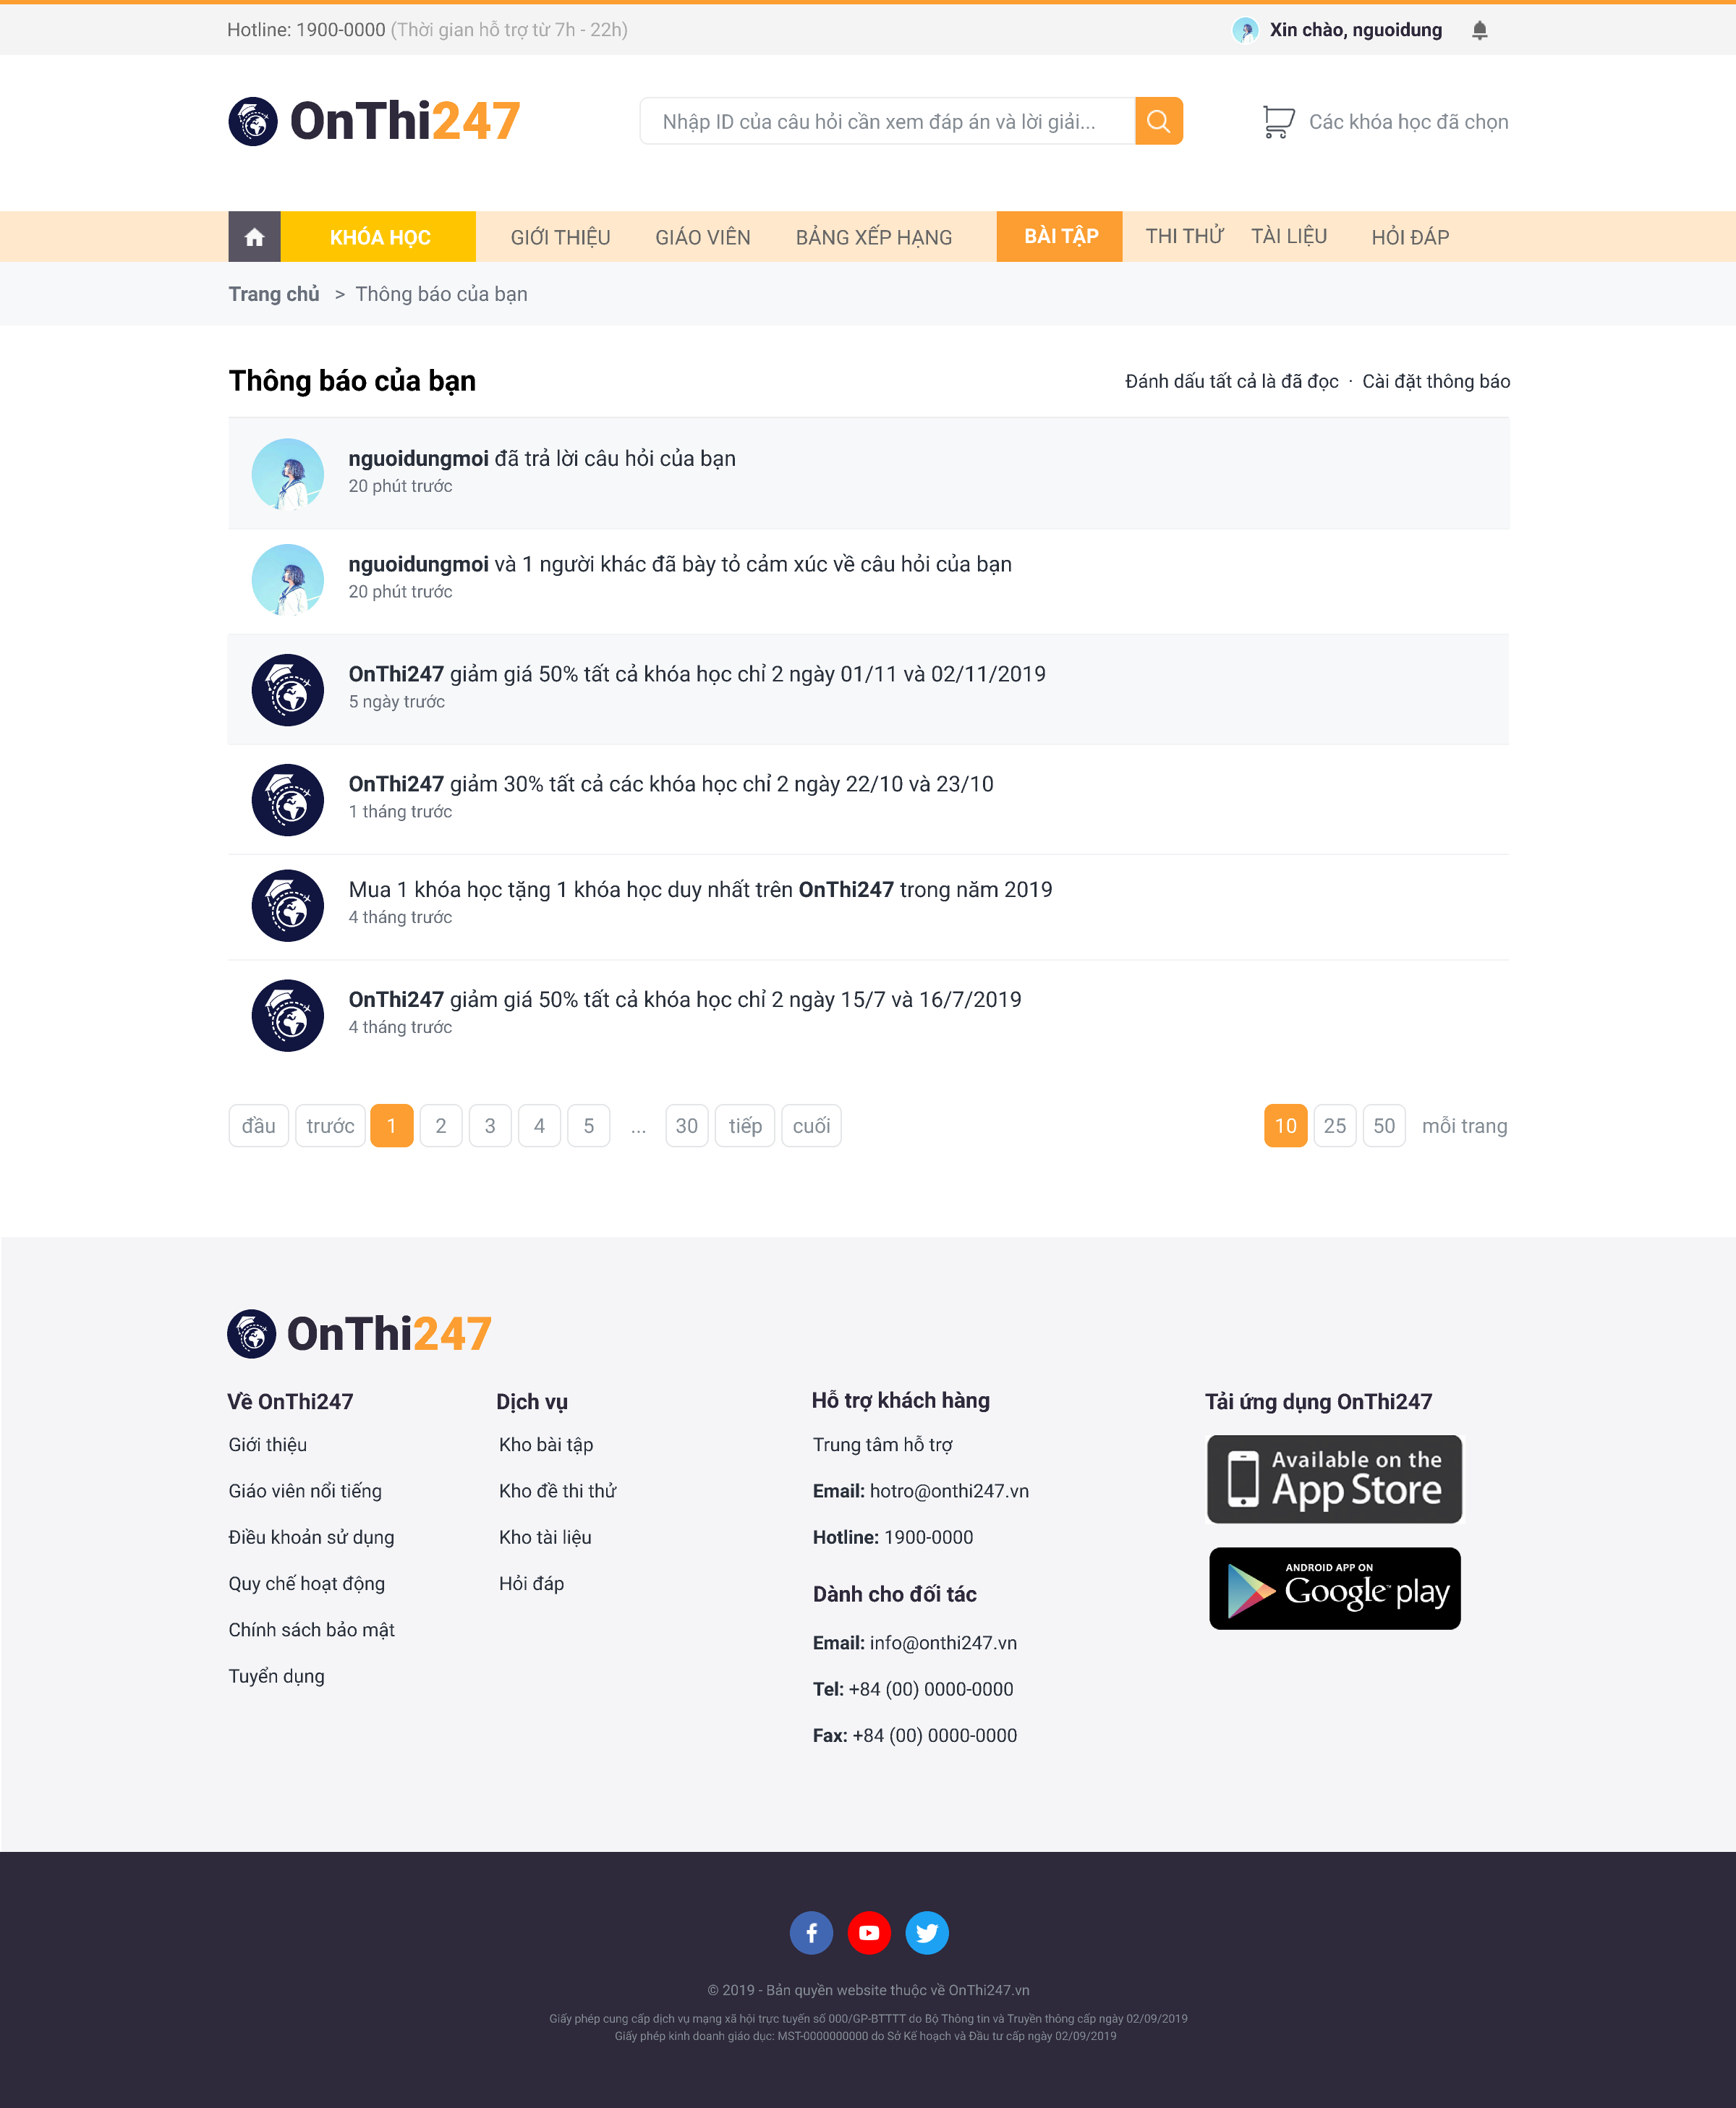 Hotline: 1900-0000 (Thời gian hỗ trợ từ 7h - 22h)
Xin chào, nguoidung
OnThi247
Nhập ID của câu hỏi cần xem đáp án và lời giải...
Các khóa học đã chọn
KHÓA HỌC
GIỚI THIỆU
GIÁO VIÊN
BẢNG XẾP HẠNG
BÀI TẬP
THI THỬ
TÀI LIỆU
HỎI ĐÁP
Trang chủ > Thông báo của bạn
Thông báo của bạn
Đánh dấu tất cả là đã đọc · Cài đặt thông báo
nguoidungmoi đã trả lời câu hỏi của bạn
20 phút trước
nguoidungmoi và 1 người khác đã bày tỏ cảm xúc về câu hỏi của bạn
20 phút trước
OnThi247 giảm giá 50% tất cả khóa học chỉ 2 ngày 01/11 và 02/11/2019
5 ngày trước
OnThi247 giảm 30% tất cả các khóa học chỉ 2 ngày 22/10 và 23/10
1 tháng trước
Mua 1 khóa học tặng 1 khóa học duy nhất trên OnThi247 trong năm 2019
4 tháng trước
OnThi247 giảm giá 50% tất cả khóa học chỉ 2 ngày 15/7 và 16/7/2019
4 tháng trước
đầu trước 1 2 3 4 5 ... 30 tiếp cuối
10 25 50 mỗi trang
OnThi247
Về OnThi247
Giới thiệu
Giáo viên nổi tiếng
Điều khoản sử dụng
Quy chế hoạt động
Chính sách bảo mật
Tuyển dụng
Dịch vụ
Kho bài tập
Kho đề thi thử
Kho tài liệu
Hỏi đáp
Hỗ trợ khách hàng
Trung tâm hỗ trợ
Email: hotro@onthi247.vn
Hotline: 1900-0000
Dành cho đối tác
Email: info@onthi247.vn
Tel: +84 (00) 0000-0000
Fax: +84 (00) 0000-0000
Tải ứng dụng OnThi247
Available on the
App Store
ANDROID APP ON
Google™ play
© 2019 - Bản quyền website thuộc về OnThi247.vn
Giấy phép cung cấp dịch vụ mạng xã hội trực tuyến số 000/GP-BTTTT do Bộ Thông tin và Truyền thông cấp ngày 02/09/2019
Giấy phép kinh doanh giáo dục: MST-0000000000 do Sở Kế hoạch và Đầu tư cấp ngày 02/09/2019